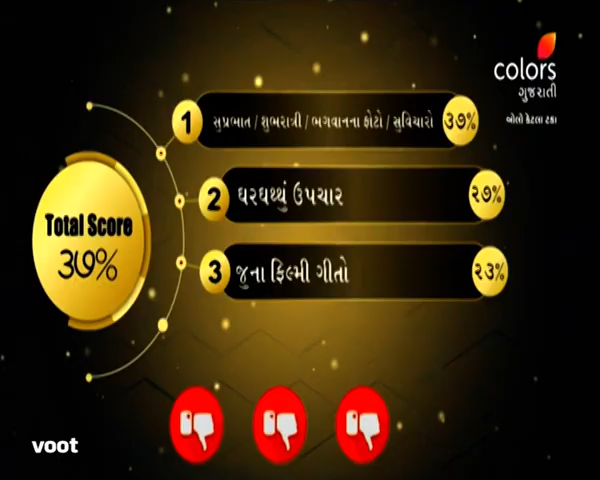 colors
ગુજરાતી
બોલો કેટલા ટકા
1 સુપ્રભાત / શુભરાત્રી / ભગવાનના ફોટો / સુવિચારો ૩૭%
2 ઘરઘથ્થું ઉપચાર ૨૭%
Total Score
૩૭%
3 જુના ફિલ્મી ગીતો ૨૩%
voot